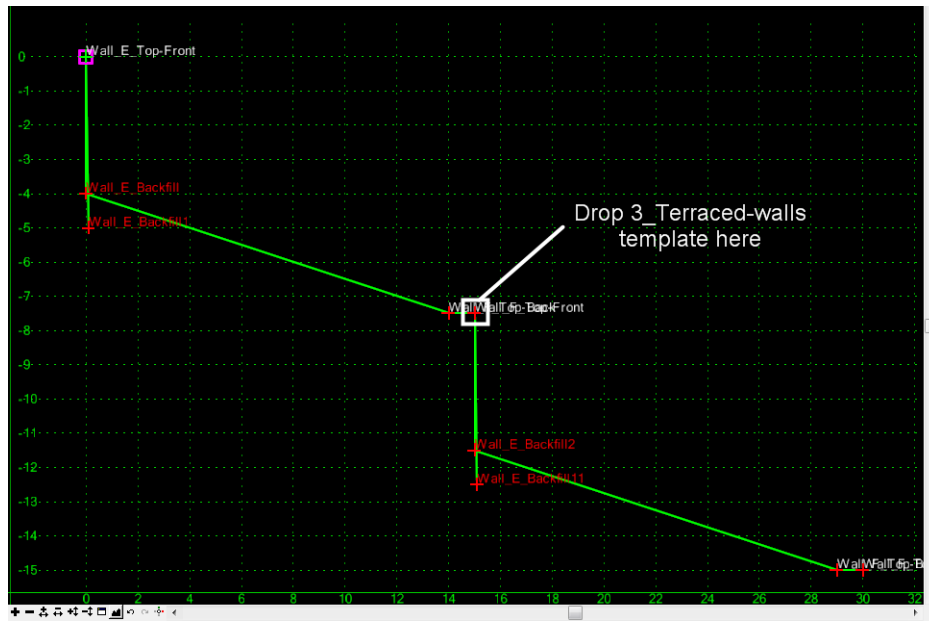 Wall_E_Top-Front
0
-1
-2
-3
-4
Wall_E_Backfill
-5
Wall_E_Backfill1
Drop 3_Terraced-walls
template here
-6
-7
-8
-9
-10
-11
Wall_E_Backfill2
-12
Wall_E_Backfill11
-13
-14
-15
0 2 4 6 8 10 12 14 16 18 20 22 24 26 28 30 32